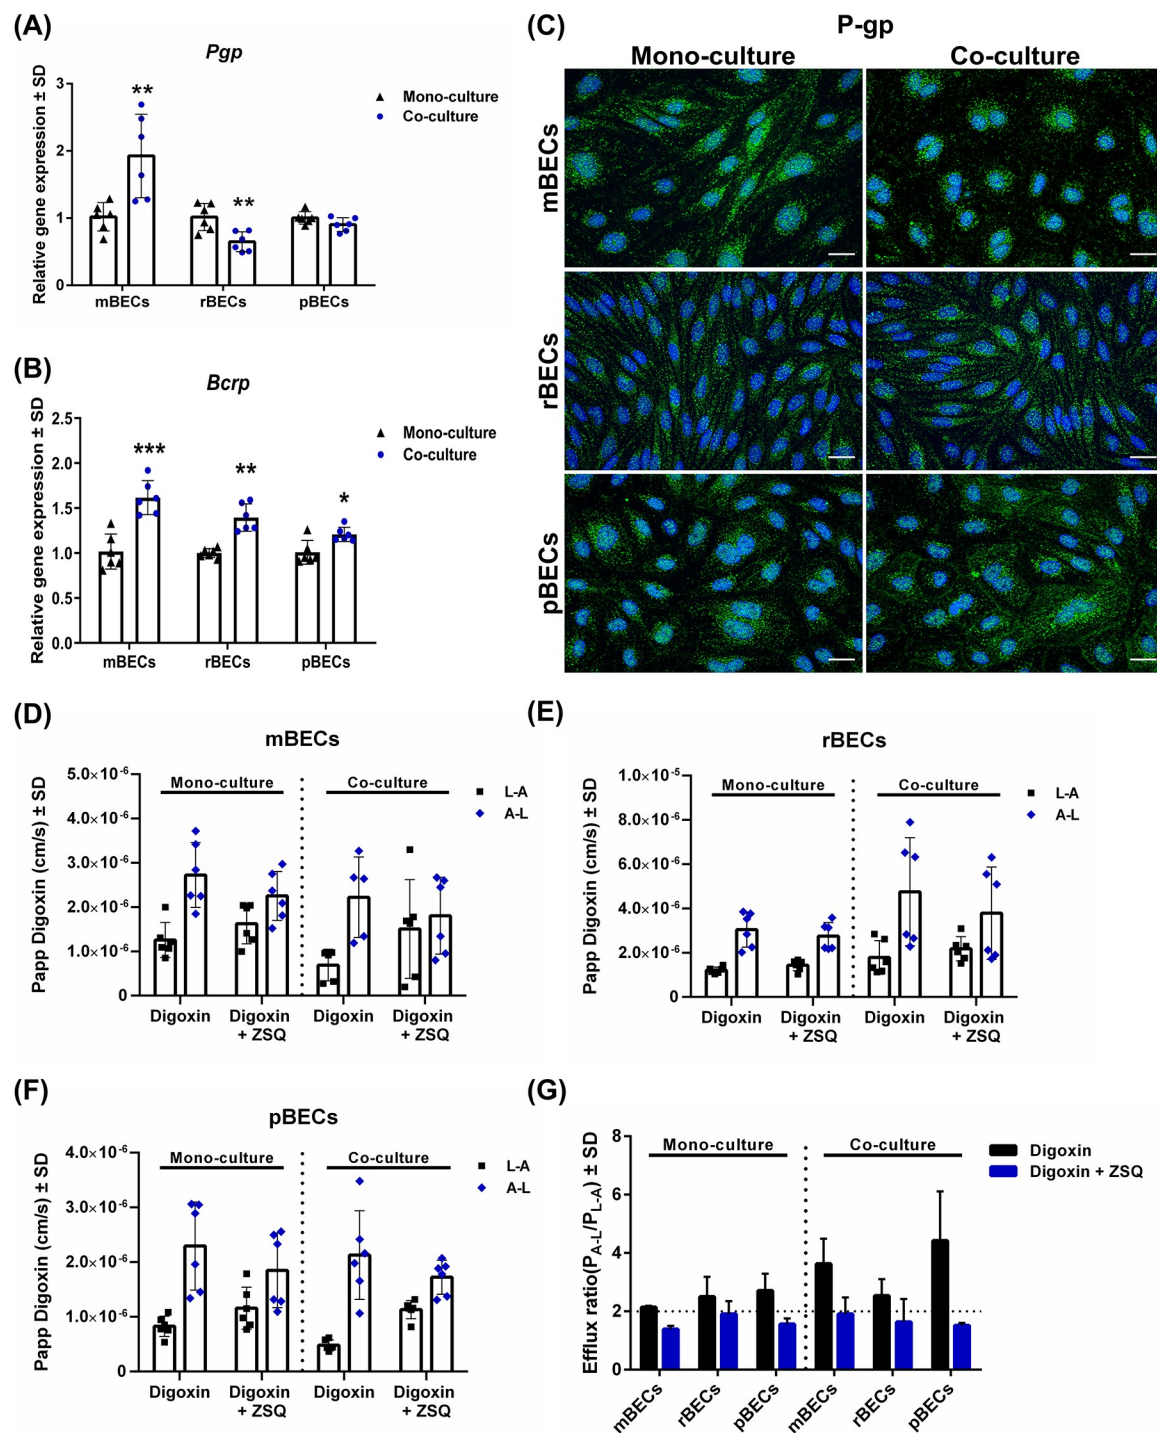 (A)
Pgp
Relative gene expression ± SD
3
2
1
0
**
**
mBECs
rBECs
pBECs
Mono-culture
Co-culture
(B)
Bcrp
Relative gene expression ± SD
2.5
2.0
1.5
1.0
0.5
0.0
***
**
*
mBECs
rBECs
pBECs
Mono-culture
Co-culture
(C)
P-gp
Mono-culture
Co-culture
mBECs
rBECs
pBECs
(D)
mBECs
Papp Digoxin (cm/s) ± SD
5.0×10⁻⁶
4.0×10⁻⁶
3.0×10⁻⁶
2.0×10⁻⁶
1.0×10⁻⁶
0
Mono-culture
Co-culture
L-A
A-L
Digoxin
Digoxin
+ ZSQ
Digoxin
Digoxin
+ ZSQ
(E)
rBECs
Papp Digoxin (cm/s) ± SD
1.0×10⁻⁵
8.0×10⁻⁶
6.0×10⁻⁶
4.0×10⁻⁶
2.0×10⁻⁶
0
Mono-culture
Co-culture
L-A
A-L
Digoxin
Digoxin
+ ZSQ
Digoxin
Digoxin
+ ZSQ
(F)
pBECs
Papp Digoxin (cm/s) ± SD
4.0×10⁻⁶
3.0×10⁻⁶
2.0×10⁻⁶
1.0×10⁻⁶
0
Mono-culture
Co-culture
L-A
A-L
Digoxin
Digoxin
+ ZSQ
Digoxin
Digoxin
+ ZSQ
(G)
Efflux ratio(P_A-L/P_L-A) ± SD
8
6
4
2
0
Mono-culture
Co-culture
Digoxin
Digoxin + ZSQ
mBECs
rBECs
pBECs
mBECs
rBECs
pBECs